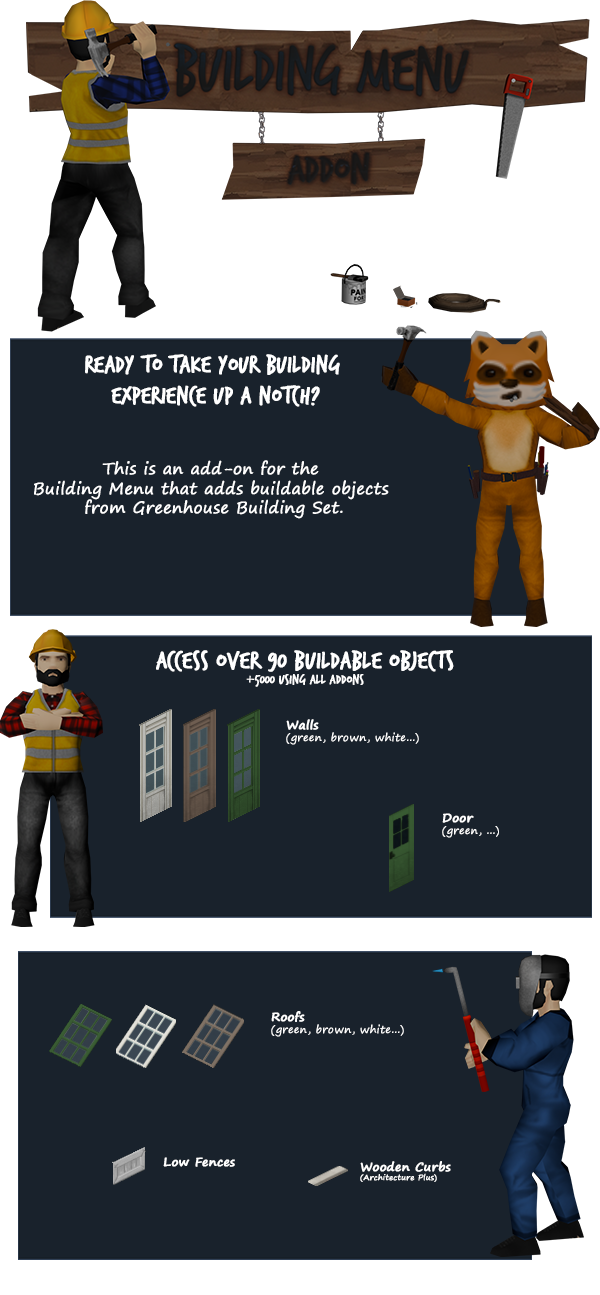 BUILDING MENU
ADDON
PAIN
FOR
READY TO TAKE YOUR BUILDING
EXPERIENCE UP A NOTCH?
This is an add-on for the
Building Menu that adds buildable objects
from Greenhouse Building Set.
ACCESS OVER 90 BUILDABLE OBJECTS
+5000 USING ALL ADDONS
Walls
(green, brown, white...)
Door
(green, ...)
Roofs
(green, brown, white...)
Low Fences
Wooden Curbs
(Architecture Plus)